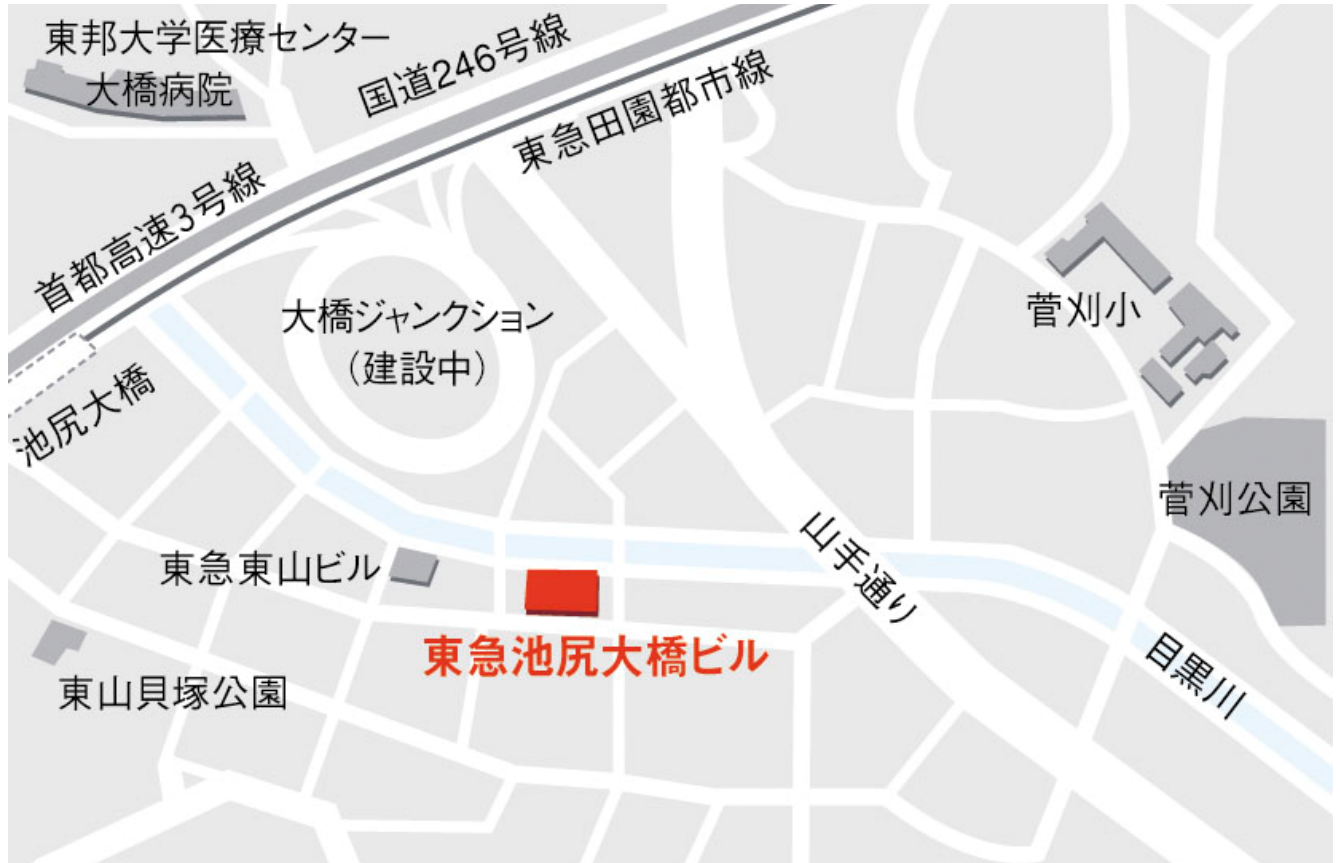 東邦大学医療センター
大橋病院
国道246号線
東急田園都市線
首都高速3号線
大橋ジャンクション
（建設中）
菅刈小
池尻大橋
菅刈公園
山手通り
東急東山ビル
東急池尻大橋ビル
目黒川
東山貝塚公園